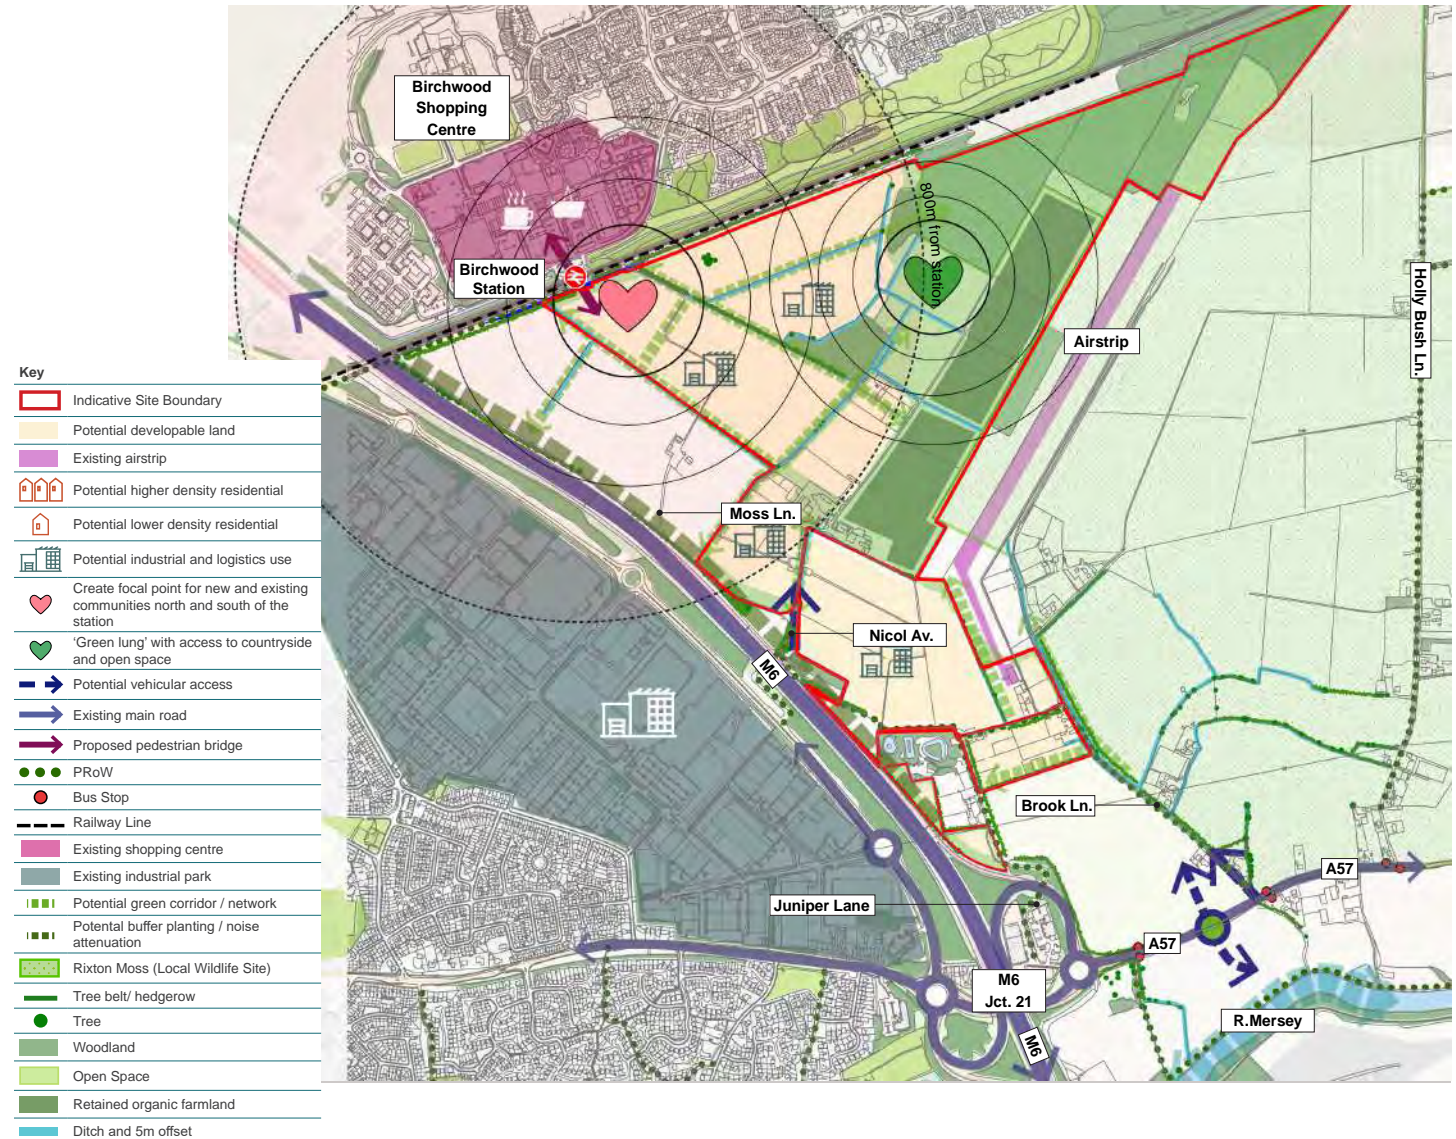 Birchwood
Shopping
Centre
Birchwood
Station
800m from station
Airstrip
Holly Bush Ln.
Moss Ln.
Nicol Av.
M6
Brook Ln.
Juniper Lane
A57
A57
M6
Jct. 21
M6
R.Mersey
Key
Indicative Site Boundary
Potential developable land
Existing airstrip
Potential higher density residential
Potential lower density residential
Potential industrial and logistics use
Create focal point for new and existing
communities north and south of the
station
‘Green lung’ with access to countryside
and open space
Potential vehicular access
Existing main road
Proposed pedestrian bridge
PRoW
Bus Stop
Railway Line
Existing shopping centre
Existing industrial park
Potential green corridor / network
Potental buffer planting / noise
attenuation
Rixton Moss (Local Wildlife Site)
Tree belt/ hedgerow
Tree
Woodland
Open Space
Retained organic farmland
Ditch and 5m offset